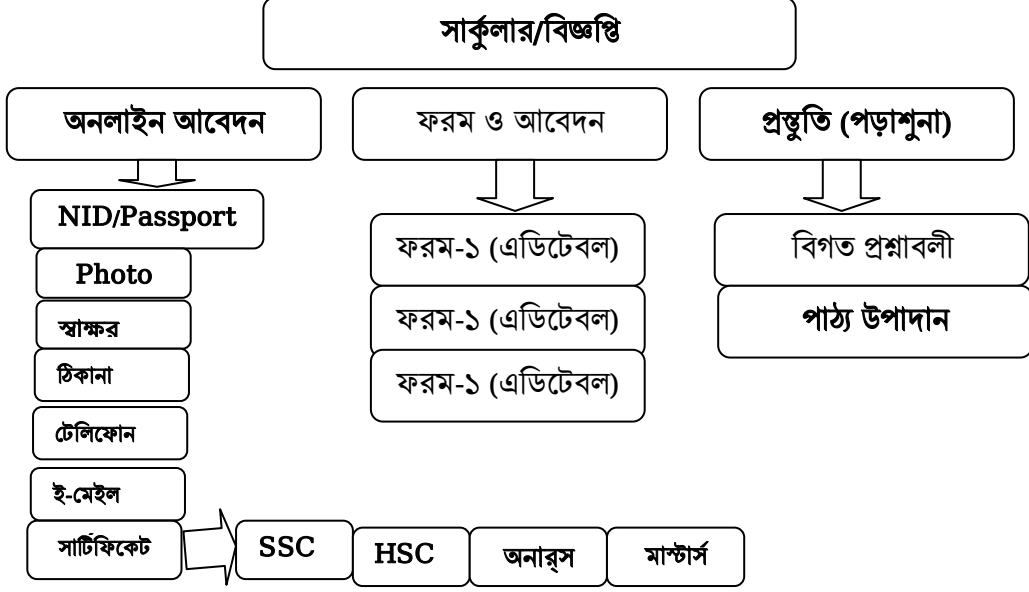 সার্কুলার/বিজ্ঞপ্তি
অনলাইন আবেদন
ফরম ও আবেদন
প্রস্তুতি (পড়াশুনা)
NID/Passport
Photo
স্বাক্ষর
ঠিকানা
টেলিফোন
ই-মেইল
সার্টিফিকেট
SSC
HSC
অনার্স
মাস্টার্স
ফরম-১ (এডিটেবল)
ফরম-১ (এডিটেবল)
ফরম-১ (এডিটেবল)
বিগত প্রশ্নাবলী
পাঠ্য উপাদান